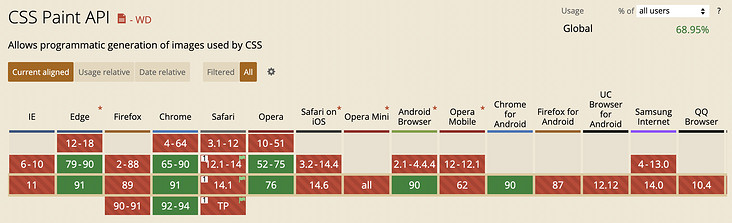 CSS Paint API - WD
Usage % of all users ?
Global 68.95%
Allows programmatic generation of images used by CSS
Current aligned Usage relative Date relative Filtered All
IE Edge * Firefox Chrome Safari Opera Safari on iOS * Opera Mini * Android Browser * Opera Mobile * Chrome for Android Firefox for Android UC Browser for Android Samsung Internet QQ Browser
12-18 4-64 3.1-12 10-51
6-10 79-90 2-88 65-90 12.1-14 52-75 3.2-14.4 2.1-4.4.4 12-12.1 4-13.0
11 91 89 91 14.1 76 14.6 all 90 62 90 87 12.12 14.0 10.4
90-91 92-94 TP